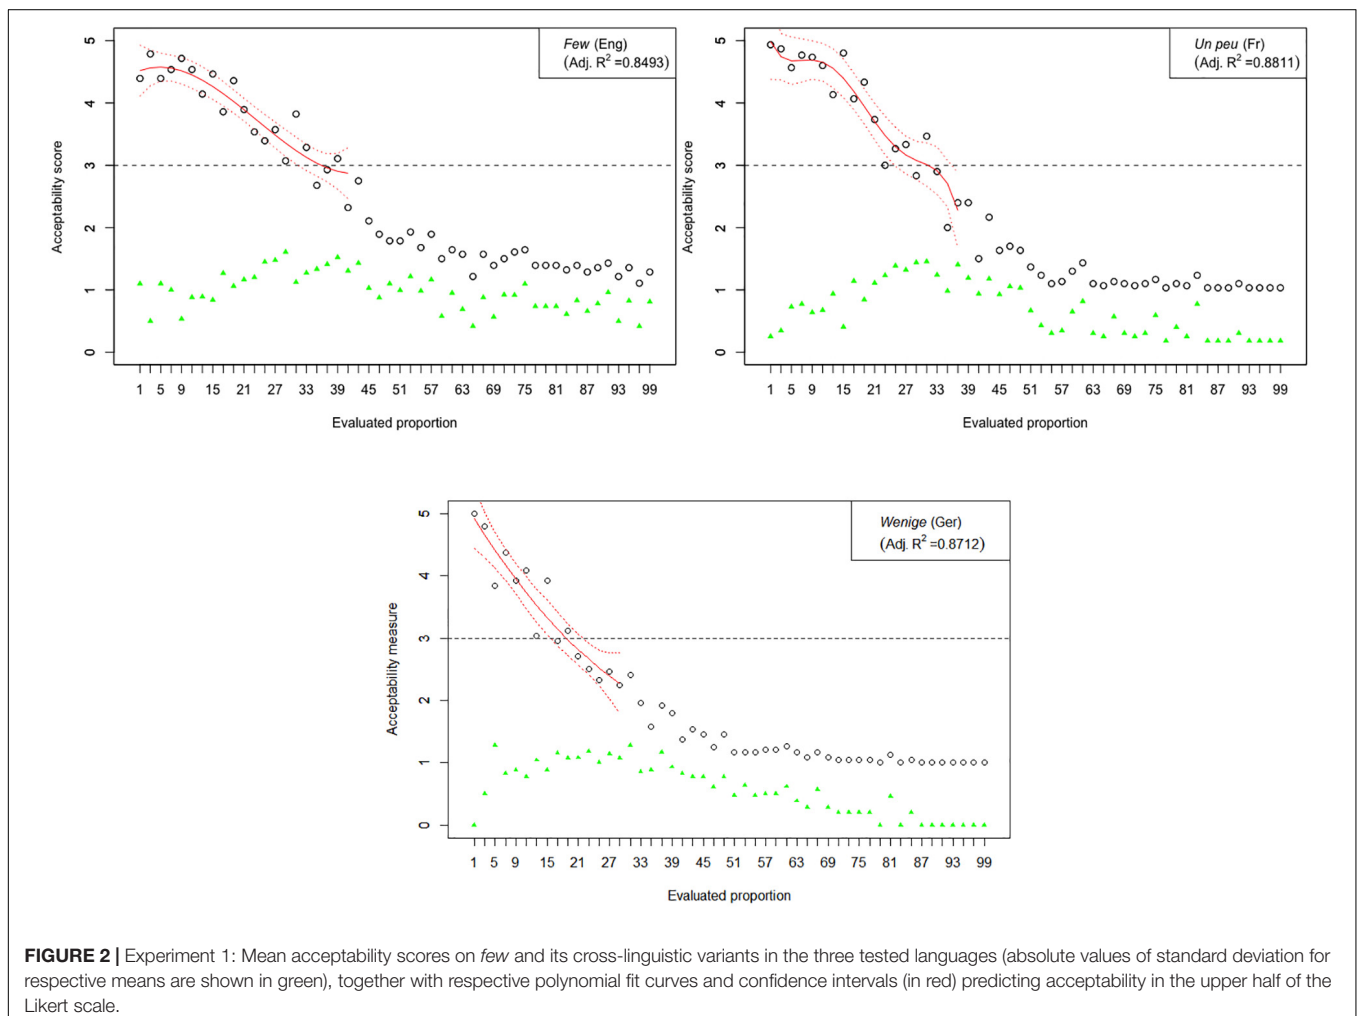 Few (Eng)
(Adj. R² =0.8493)
Acceptability score
5
4
3
2
1
0
1 5 9 15 21 27 33 39 45 51 57 63 69 75 81 87 93 99
Evaluated proportion
Un peu (Fr)
(Adj. R² =0.8811)
Acceptability score
5
4
3
2
1
0
1 5 9 15 21 27 33 39 45 51 57 63 69 75 81 87 93 99
Evaluated proportion
Wenige (Ger)
(Adj. R² =0.8712)
Acceptability measure
5
4
3
2
1
0
1 5 9 15 21 27 33 39 45 51 57 63 69 75 81 87 93 99
Evaluated proportion
FIGURE 2 | Experiment 1: Mean acceptability scores on few and its cross-linguistic variants in the three tested languages (absolute values of standard deviation for
respective means are shown in green), together with respective polynomial fit curves and confidence intervals (in red) predicting acceptability in the upper half of the
Likert scale.